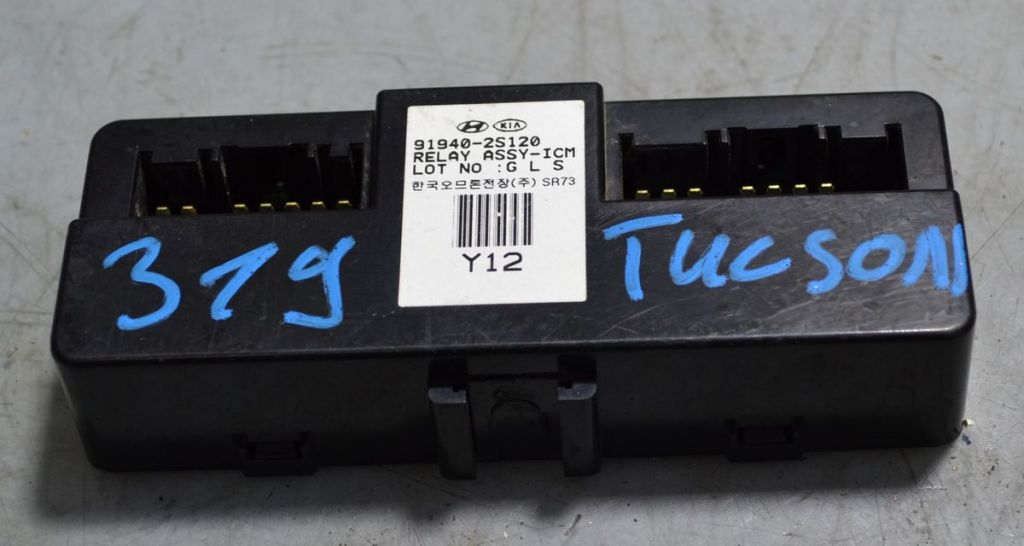 KIA
91940-2S120
RELAY ASSY-ICM
LOT NO :G L S
한국오므론전장(주) SR73
Y12
319
TUCSON